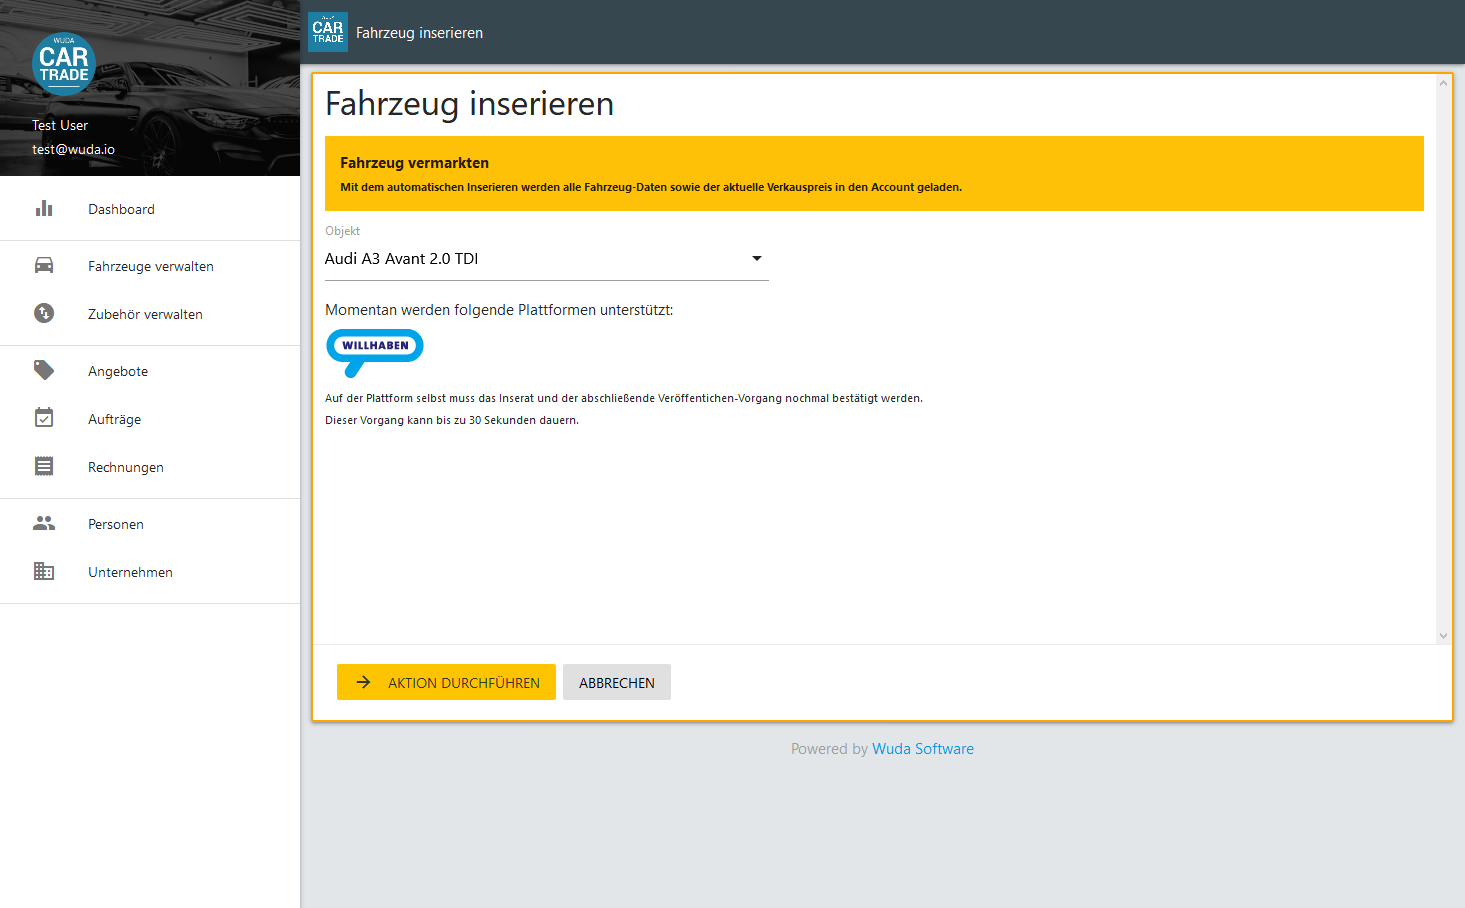 WUDA
CAR
TRADE
Test User
test@wuda.io
Dashboard
Fahrzeuge verwalten
Zubehör verwalten
Angebote
Aufträge
Rechnungen
Personen
Unternehmen
CAR
TRADE
Fahrzeug inserieren
Fahrzeug inserieren
Fahrzeug vermarkten
Mit dem automatischen Inserieren werden alle Fahrzeug-Daten sowie der aktuelle Verkauspreis in den Account geladen.
Objekt
Audi A3 Avant 2.0 TDI
Momentan werden folgende Plattformen unterstützt:
WILLHABEN
Auf der Plattform selbst muss das Inserat und der abschließende Veröffentichen-Vorgang nochmal bestätigt werden.
Dieser Vorgang kann bis zu 30 Sekunden dauern.
AKTION DURCHFÜHREN
ABBRECHEN
Powered by Wuda Software